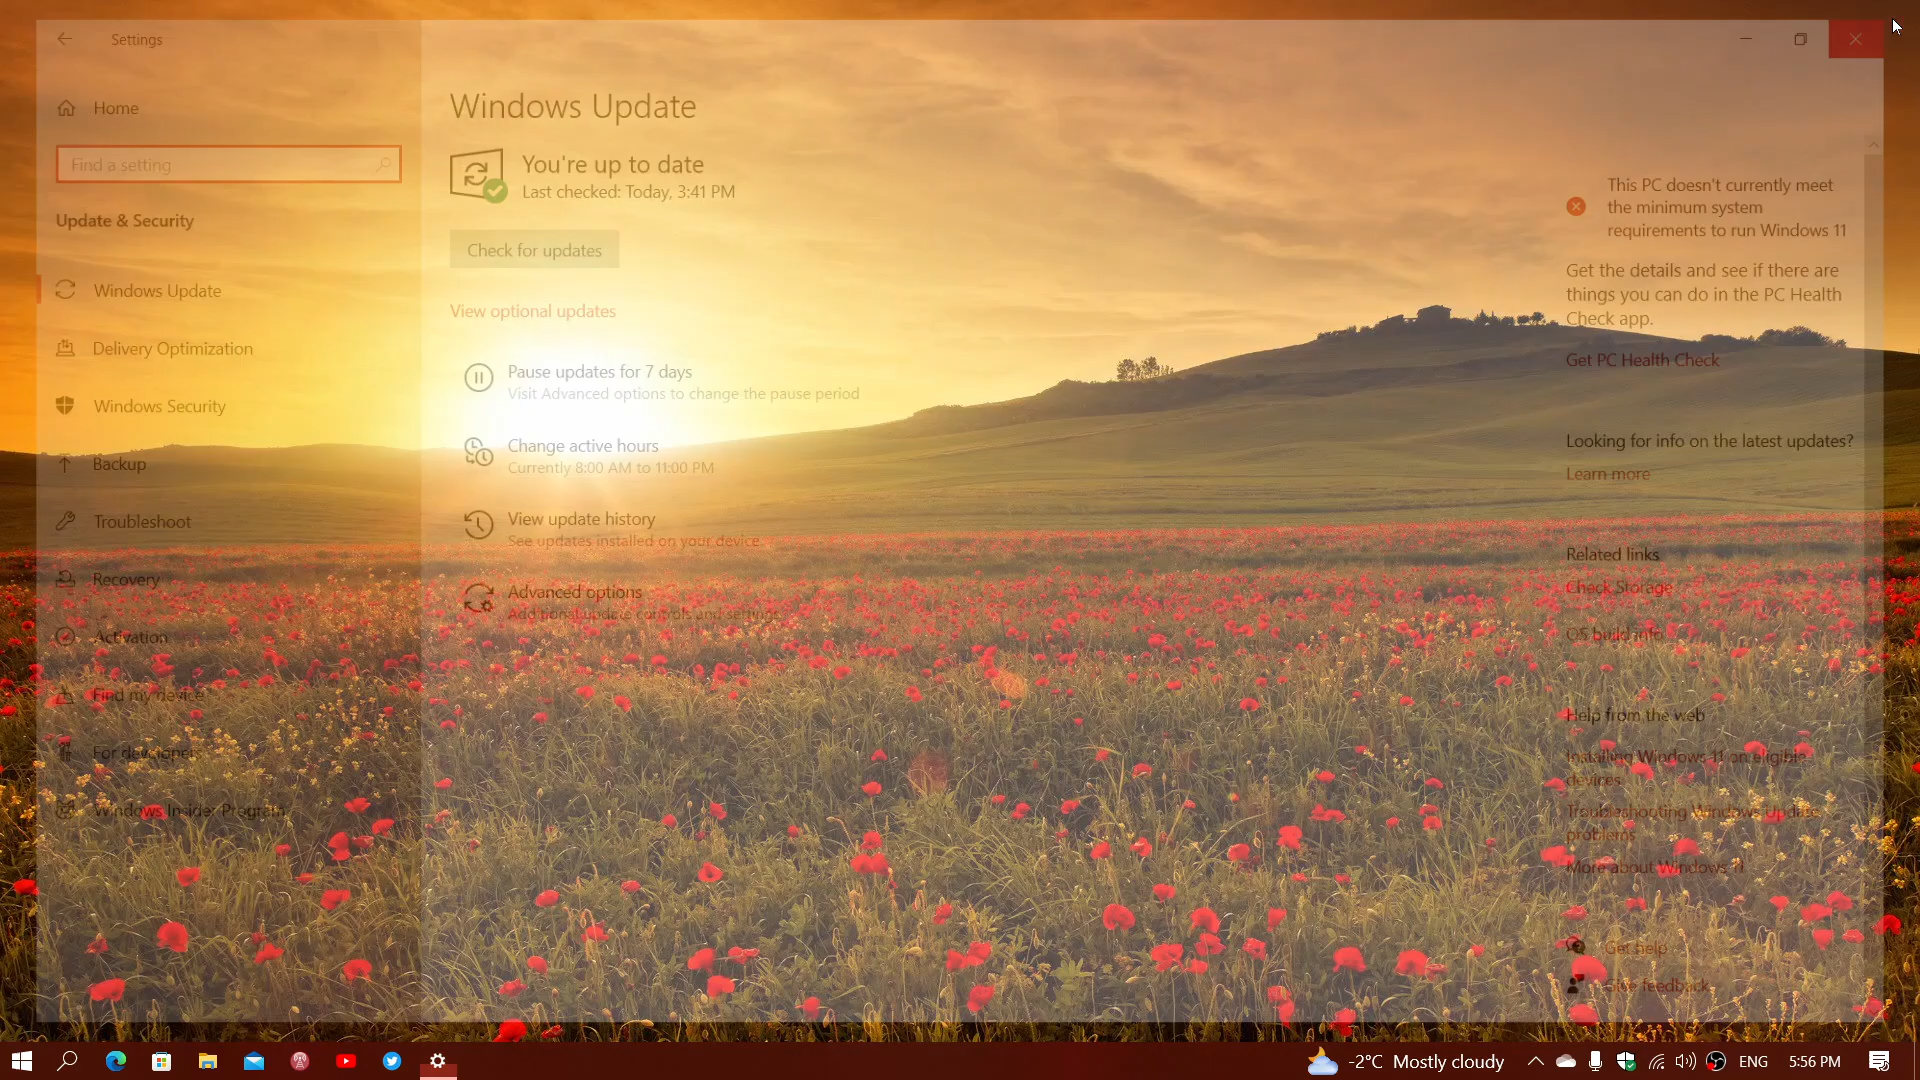 Settings
Home
Find a setting
Update & Security
Windows Update
Delivery Optimization
Windows Security
Backup
Troubleshoot
Recovery
Activation
Find my device
For developers
Windows Insider Program
Windows Update
You're up to date
Last checked: Today, 3:41 PM
Check for updates
View optional updates
Pause updates for 7 days
Visit Advanced options to change the pause period
Change active hours
Currently 8:00 AM to 11:00 PM
View update history
See updates installed on your device
Advanced options
Additional update controls and settings
This PC doesn't currently meet
the minimum system
requirements to run Windows 11
Get the details and see if there are
things you can do in the PC Health
Check app.
Get PC Health Check
Looking for info on the latest updates?
Learn more
Related links
Check Storage
OS build info
Help from the web
Installing Windows 11 on eligible
devices
Troubleshooting Windows Update
problems
More about Windows 11
Get help
Give feedback
-2°C Mostly cloudy
ENG
5:56 PM